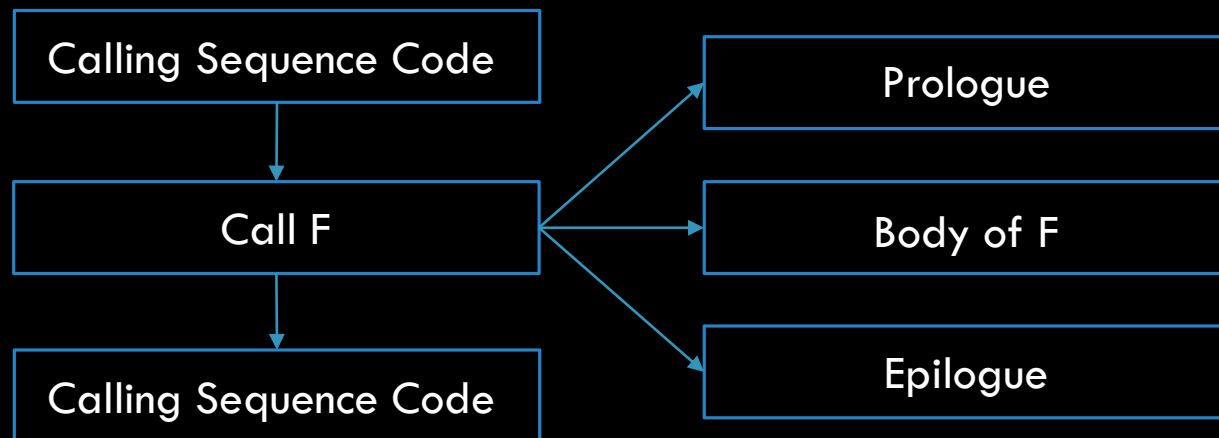 Calling Sequence Code
Prologue
Call F
Body of F
Epilogue
Calling Sequence Code